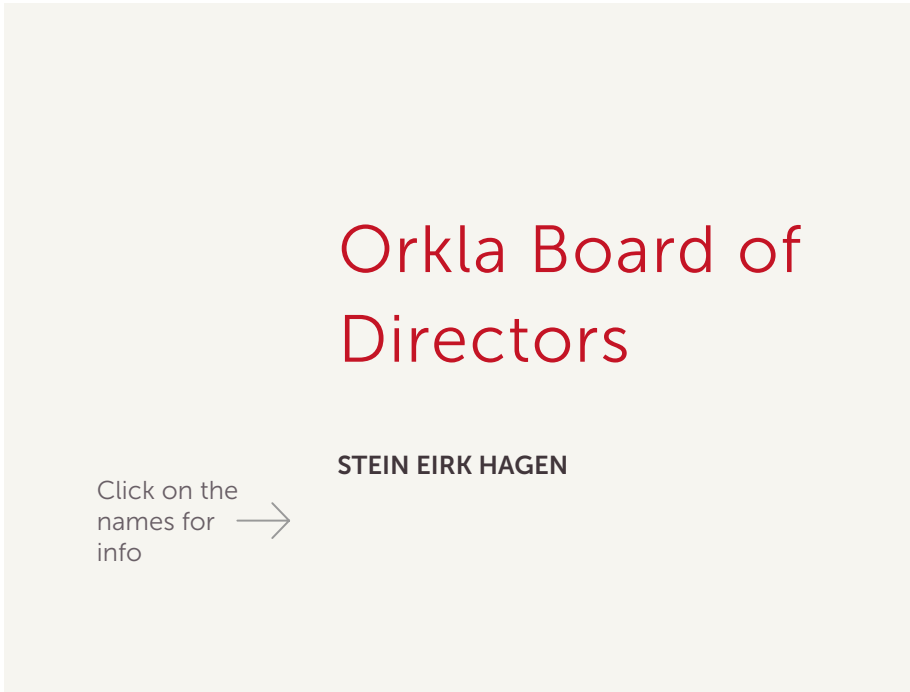 Orkla Board of
Directors
STEIN EIRK HAGEN
Click on the
names for
info